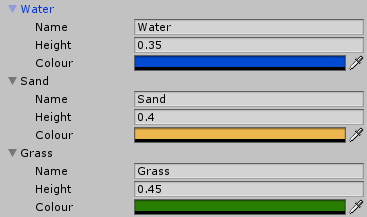 Water
Name Water
Height 0.35
Colour
Sand
Name Sand
Height 0.4
Colour
Grass
Name Grass
Height 0.45
Colour